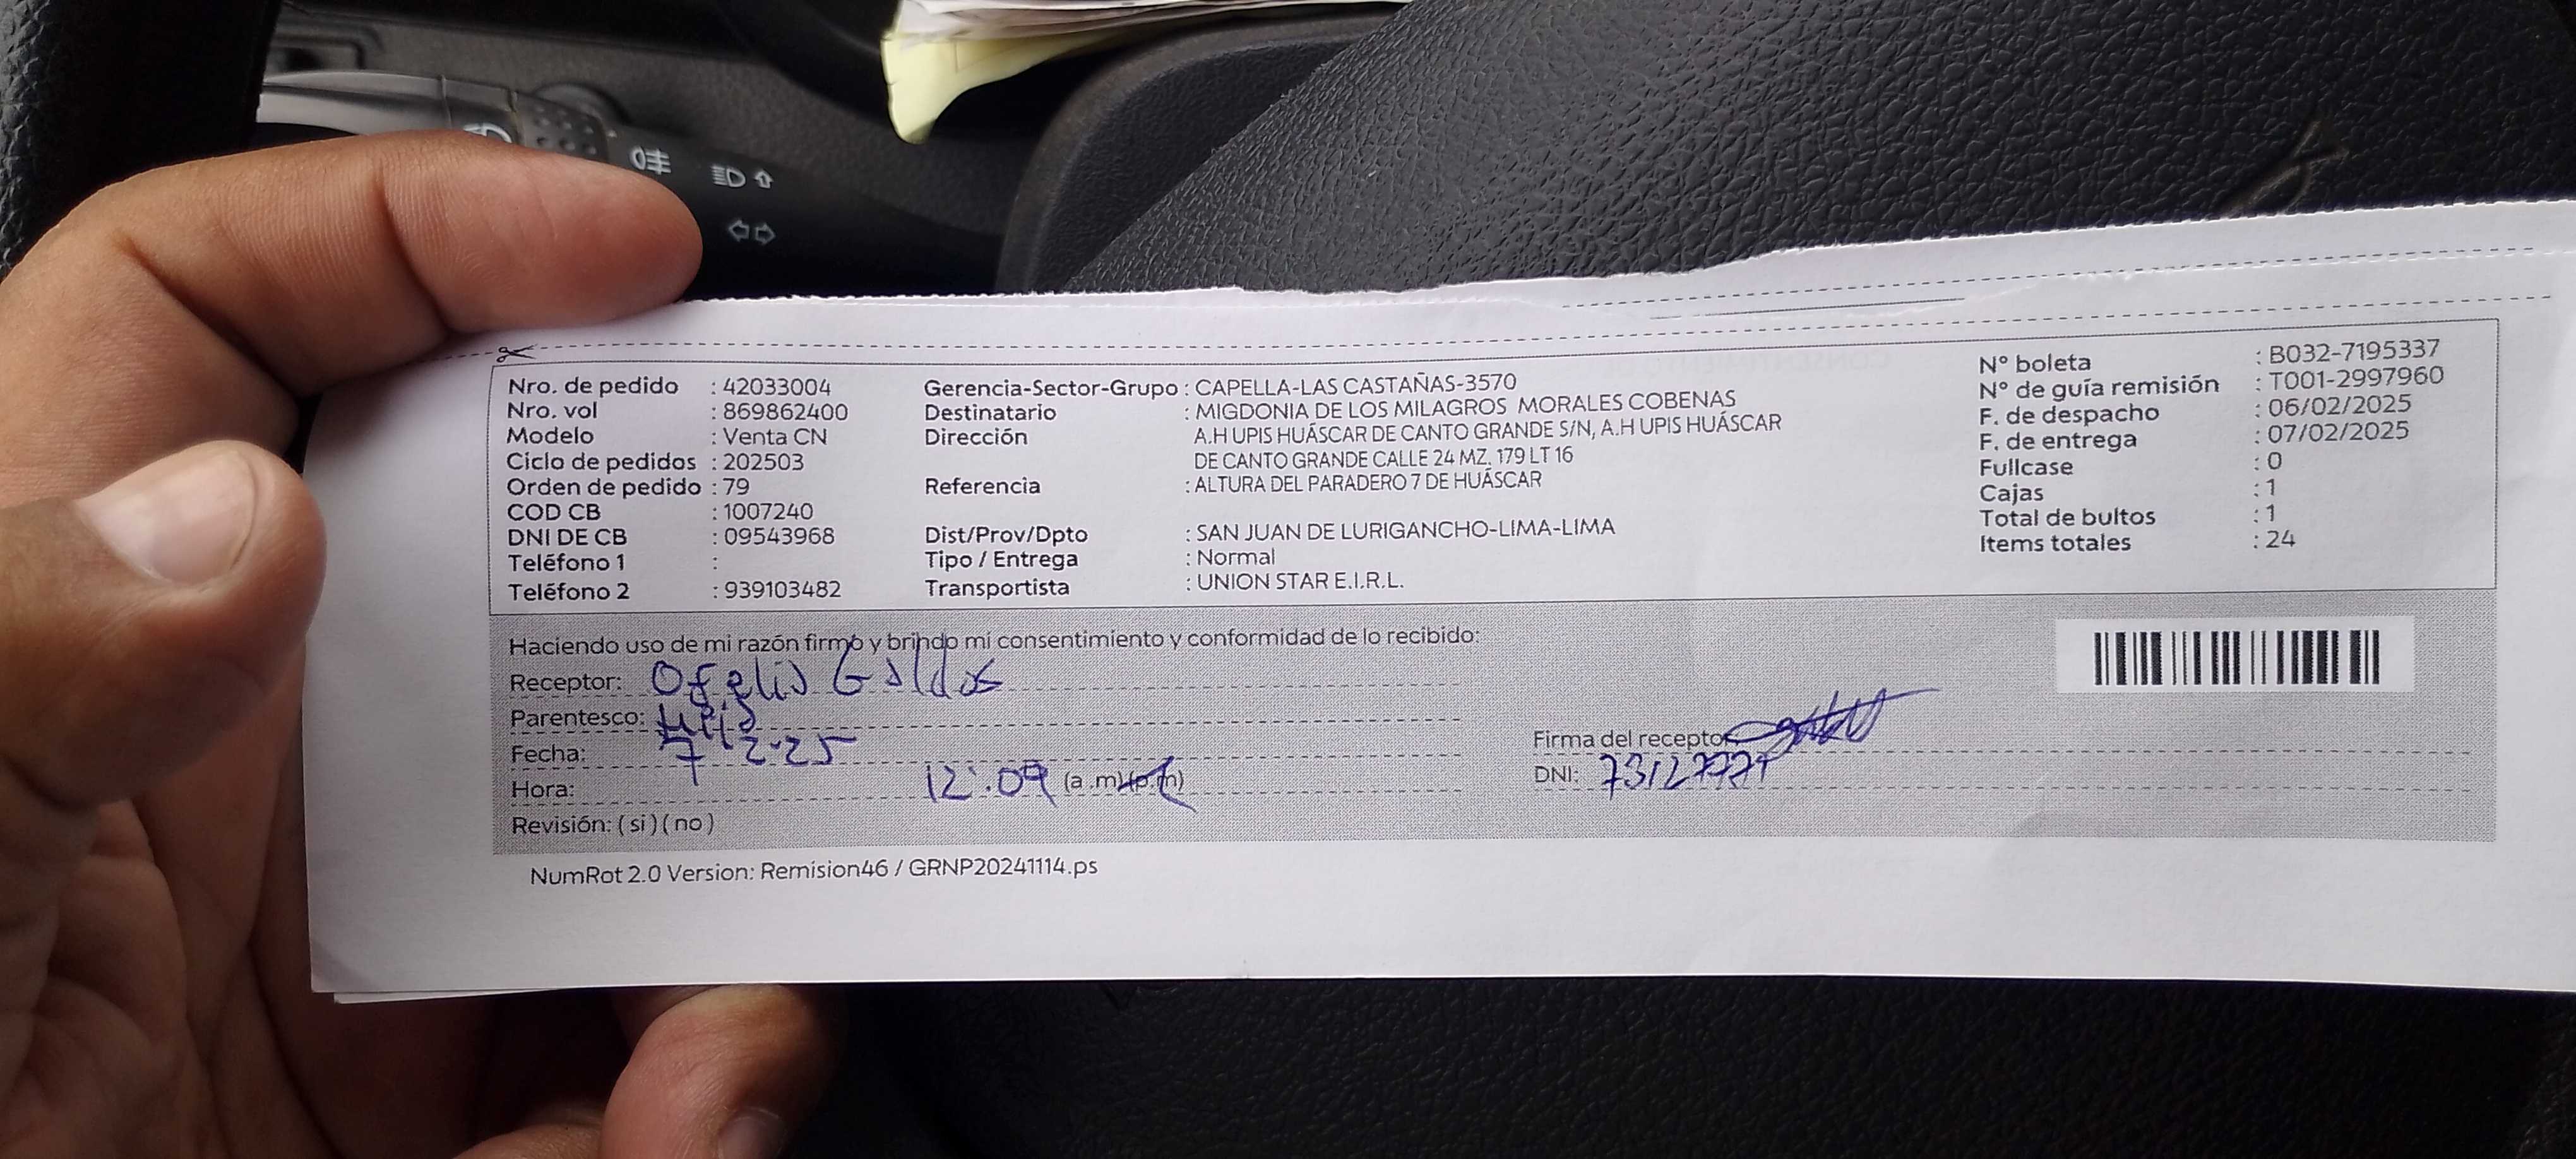 Nro. de pedido : 42033004
Nro. vol : 869862400
Modelo : Venta CN
Ciclo de pedidos : 202503
Orden de pedido : 79
COD CB : 1007240
DNI DE CB : 09543968
Teléfono 1 :
Teléfono 2 : 939103482
Gerencia-Sector-Grupo : CAPELLA-LAS CASTAÑAS-3570
Destinatario : MIGDONIA DE LOS MILAGROS MORALES COBENAS
Dirección A.H UPIS HUÁSCAR DE CANTO GRANDE S/N, A.H UPIS HUÁSCAR
DE CANTO GRANDE CALLE 24 MZ. 179 LT 16
Referencia : ALTURA DEL PARADERO 7 DE HUÁSCAR
Dist/Prov/Dpto : SAN JUAN DE LURIGANCHO-LIMA-LIMA
Tipo / Entrega : Normal
Transportista : UNION STAR E.I.R.L.
N° boleta : B032-7195337
N° de guía remisión : T001-2997960
F. de despacho : 06/02/2025
F. de entrega : 07/02/2025
Fullcase : 0
Cajas : 1
Total de bultos : 1
Items totales : 24
Haciendo uso de mi razón firmo y brindo mi consentimiento y conformidad de lo recibido:
Receptor: Ofelia Galdos
Parentesco: Hija
Fecha: 7 2.25
Hora: 12:09 (a.m) (p.m)
Revisión: ( si ) ( no )
Firma del receptor
DNI:
NumRot 2.0 Version: Remision46 / GRNP20241114.ps